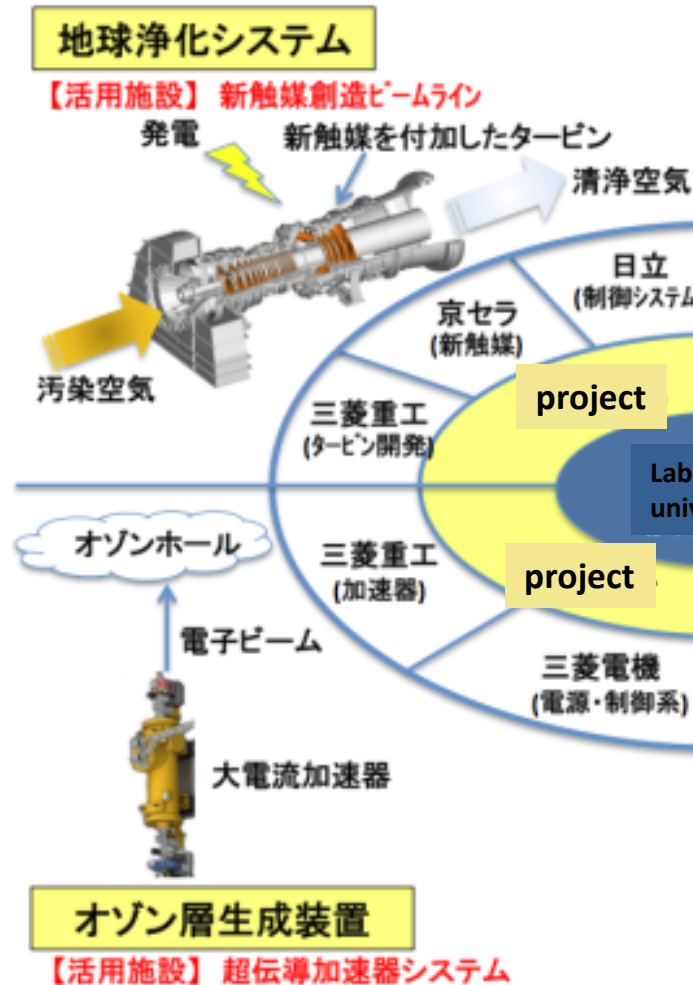 地球浄化システム
【活用施設】 新触媒創造ビームライン
発電
新触媒を付加したタービン
清浄空気
汚染空気
日立
(制御システム
京セラ
(新触媒)
三菱重工
(タービン開発)
project
Lab
univ
オゾンホール
三菱重工
(加速器)
project
電子ビーム
三菱電機
(電源・制御系)
大電流加速器
オゾン層生成装置
【活用施設】 超伝導加速器システム